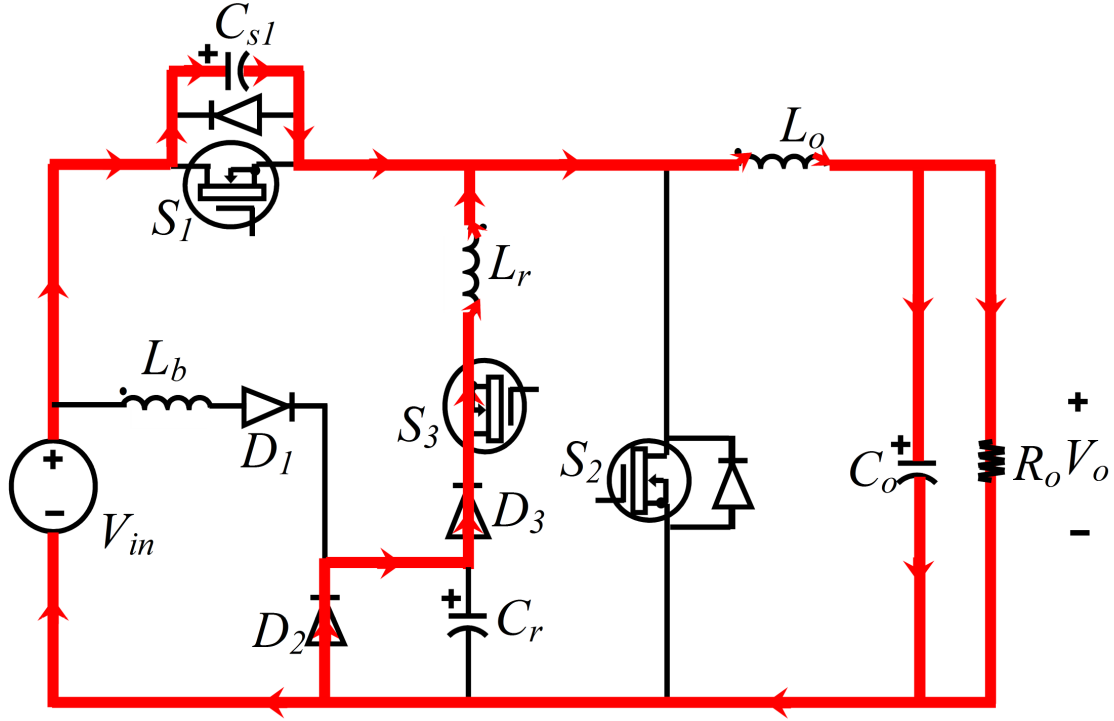 + Cs1
Lo
S1
Lr
Lb
D1
S3
S2
+
Co
Ro
+
Vo
−
+
−
Vin
D3
D2
+
Cr